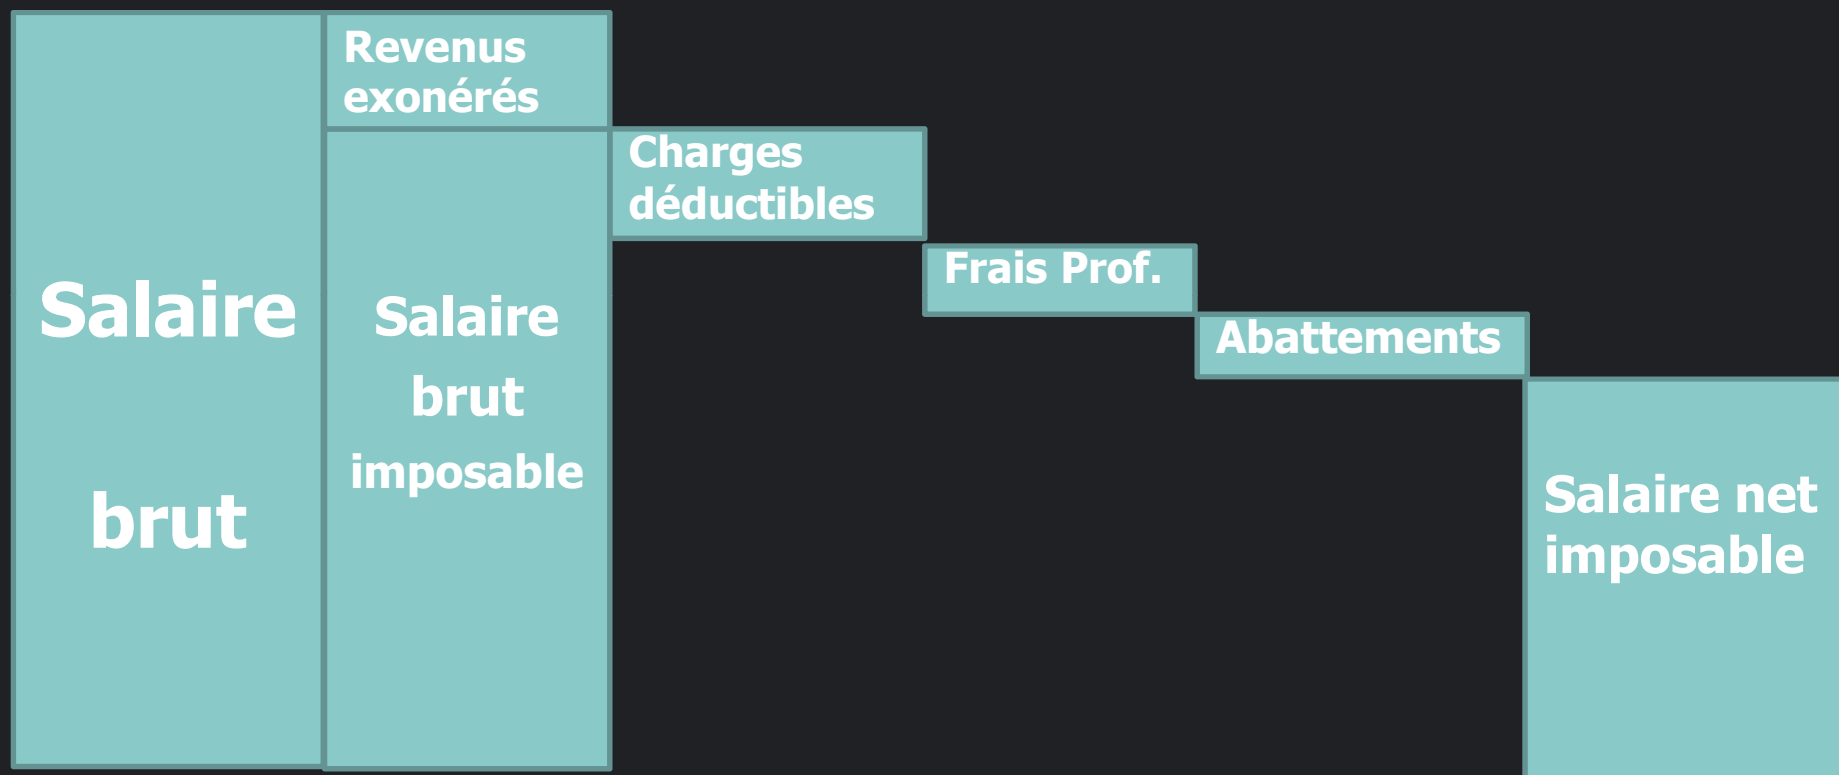 Salaire
brut
Revenus
exonérés
Salaire
brut
imposable
Charges
déductibles
Frais Prof.
Abattements
Salaire net
imposable